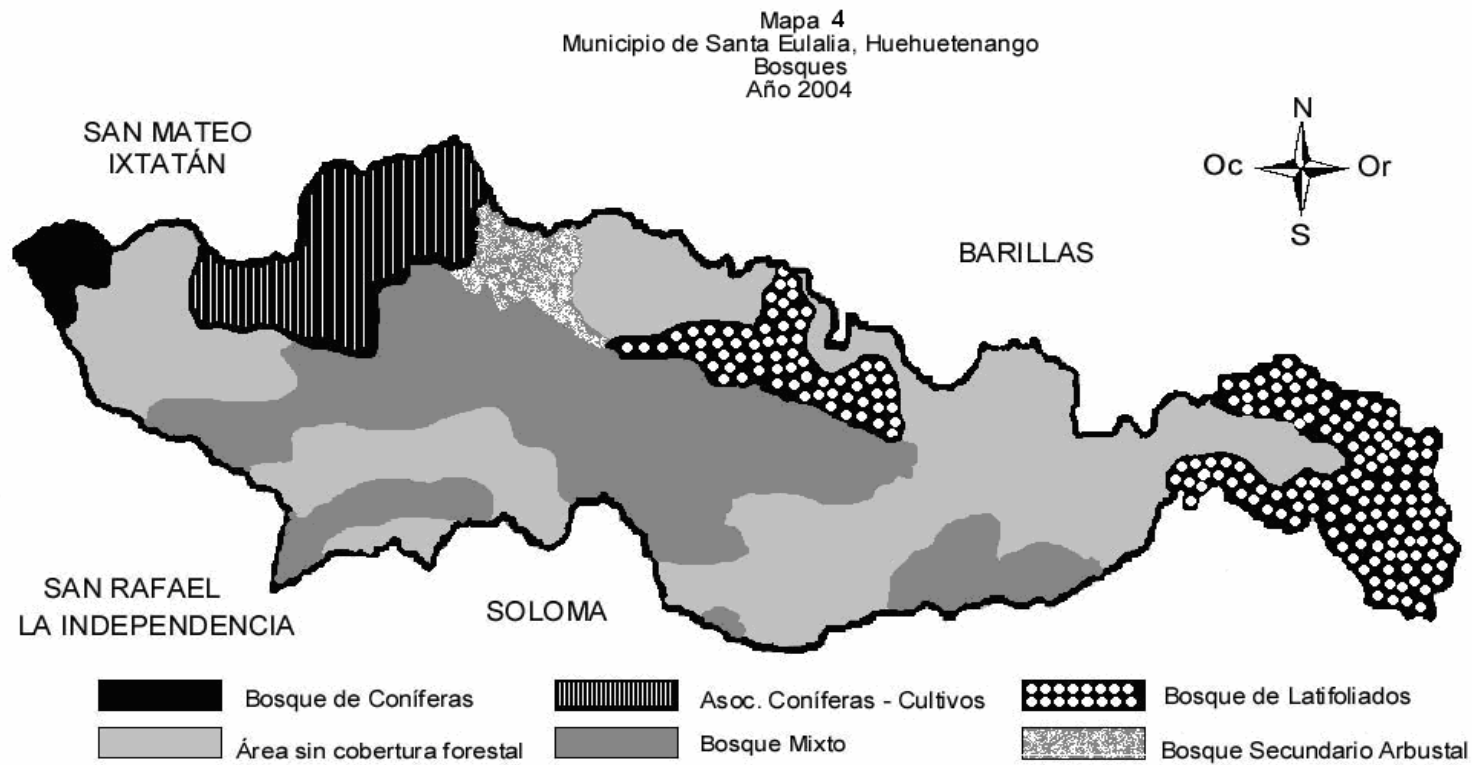 Mapa 4
Municipio de Santa Eulalia, Huehuetenango
Bosques
Año 2004
SAN MATEO
IXTATÁN
N
Oc
Or
S
BARILLAS
SAN RAFAEL
LA INDEPENDENCIA
SOLOMA
Bosque de Coníferas
Asoc. Coníferas - Cultivos
Bosque de Latifoliados
Área sin cobertura forestal
Bosque Mixto
Bosque Secundario Arbustal